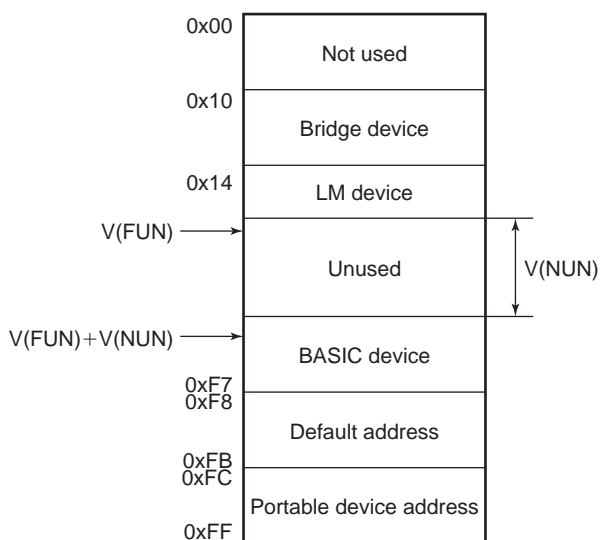 0x00
Not used
0x10
Bridge device
0x14
LM device
V(FUN)
Unused
V(NUN)
V(FUN)+V(NUN)
BASIC device
0xF7
0xF8
Default address
0xFB
0xFC
Portable device address
0xFF